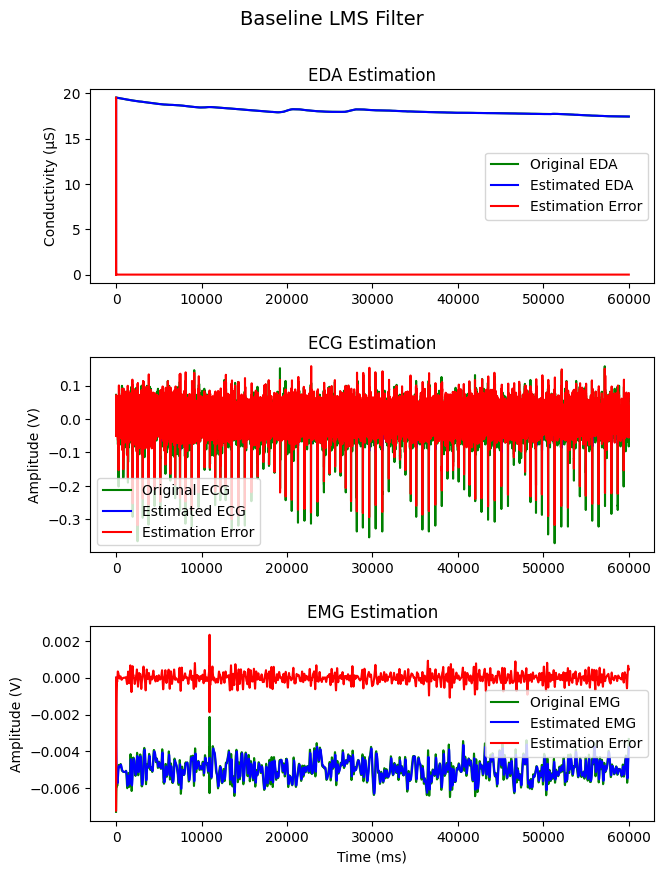 Baseline LMS Filter
EDA Estimation
Conductivity (µS)
20
15
10
5
0
Original EDA
Estimated EDA
Estimation Error
0 10000 20000 30000 40000 50000 60000
ECG Estimation
Amplitude (V)
0.1
0.0
−0.1
−0.2
−0.3
Original ECG
Estimated ECG
Estimation Error
0 10000 20000 30000 40000 50000 60000
EMG Estimation
Amplitude (V)
0.002
0.000
−0.002
−0.004
−0.006
Original EMG
Estimated EMG
Estimation Error
0 10000 20000 30000 40000 50000 60000
Time (ms)